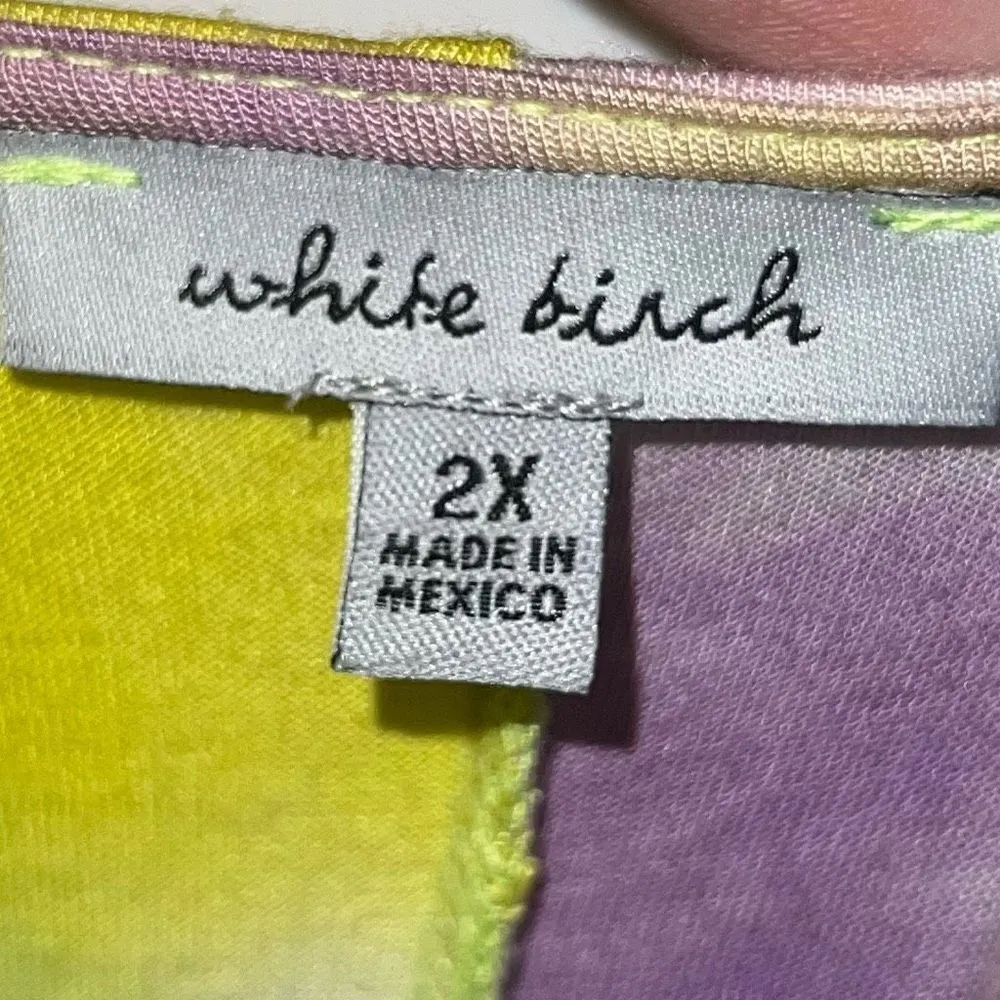 white birch
2X
MADE IN
MEXICO